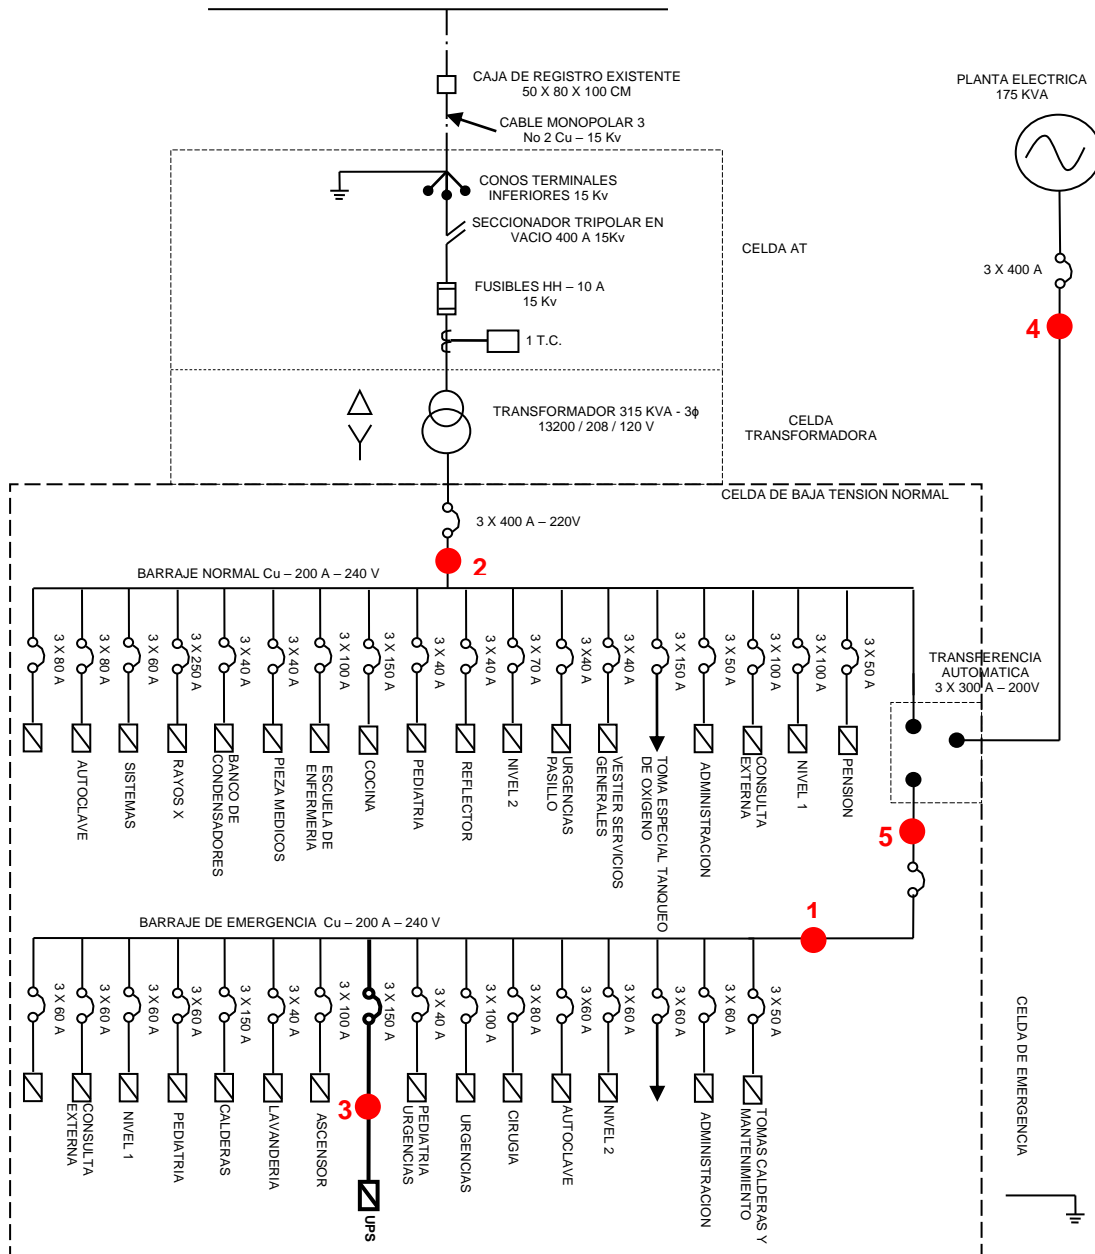 CAJA DE REGISTRO EXISTENTE
50 X 80 X 100 CM
CABLE MONOPOLAR 3
No 2 Cu – 15 Kv
PLANTA ELECTRICA
175 KVA
CONOS TERMINALES
INFERIORES 15 Kv
SECCIONADOR TRIPOLAR EN
VACIO 400 A 15Kv
CELDA AT
3 X 400 A
FUSIBLES HH – 10 A
15 Kv
4
1 T.C.
TRANSFORMADOR 315 KVA - 3ϕ
13200 / 208 / 120 V
CELDA
TRANSFORMADORA
CELDA DE BAJA TENSION NORMAL
3 X 400 A – 220V
2
BARRAJE NORMAL Cu – 200 A – 240 V
3 X 80 A
3 X 80 A
3 X 60 A
3 X 250 A
3 X 40 A
3 X 40 A
3 X 100 A
3 X 150 A
3 X 40 A
3 X 40 A
3 X 70 A
3 X40 A
3 X 40 A
3 X 150 A
3 X 50 A
3 X 100 A
3 X 100 A
3 X 50 A
TRANSFERENCIA
AUTOMATICA
3 X 300 A – 200V
AUTOCLAVE
SISTEMAS
RAYOS X
BANCO DE
CONDENSADORES
PIEZA MEDICOS
ESCUELA DE
ENFERMERIA
COCINA
PEDIATRIA
REFLECTOR
NIVEL 2
URGENCIAS
PASILLO
VESTIER SERVICIOS
GENERALES
TOMA ESPECIAL TANQUEO
DE OXIGENO
ADMINISTRACION
CONSULTA
EXTERNA
NIVEL 1
PENSION
5
1
BARRAJE DE EMERGENCIA  Cu – 200 A – 240 V
3 X 60 A
3 X 60 A
3 X 60 A
3 X 60 A
3 X 150 A
3 X 40 A
3 X 100 A
3 X 150 A
3 X 40 A
3 X 100 A
3 X 80 A
3 X60 A
3 X 60 A
3 X 60 A
3 X 60 A
3 X 50 A
CELDA DE EMERGENCIA
3
CONSULTA
EXTERNA
NIVEL 1
PEDIATRIA
CALDERAS
LAVANDERIA
ASCENSOR
UPS
PEDIATRIA
URGENCIAS
URGENCIAS
CIRUGIA
AUTOCLAVE
NIVEL 2
ADMINISTRACION
TOMAS CALDERAS Y
MANTENIMIENTO